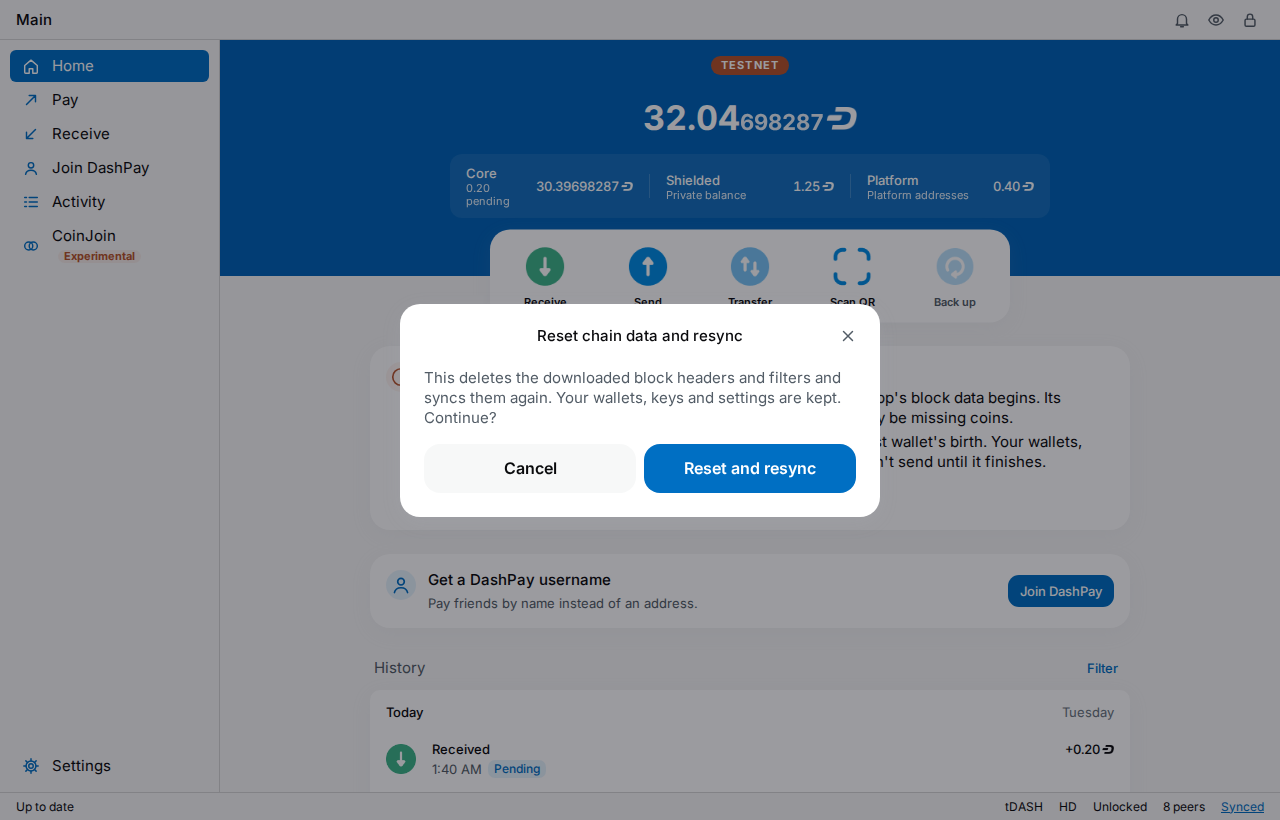 Main
Home
Pay
Receive
Join DashPay
Activity
CoinJoin
Experimental
Settings
TESTNET
32.04698287
Core
0.20
pending
30.39698287
Shielded
Private balance
1.25
Platform
Platform addresses
0.40
Receive
Send
Transfer
Scan QR
Back up
Reset chain data and resync
This deletes the downloaded block headers and filters and
syncs them again. Your wallets, keys and settings are kept.
Continue?
Cancel
Reset and resync
block data begins. Its
be missing coins.
wallet's birth. Your wallets,
send until it finishes.
Get a DashPay username
Pay friends by name instead of an address.
Join DashPay
History
Filter
Today
Tuesday
Received
+0.20
1:40 AM
Pending
Up to date
tDASH
HD
Unlocked
8 peers
Synced